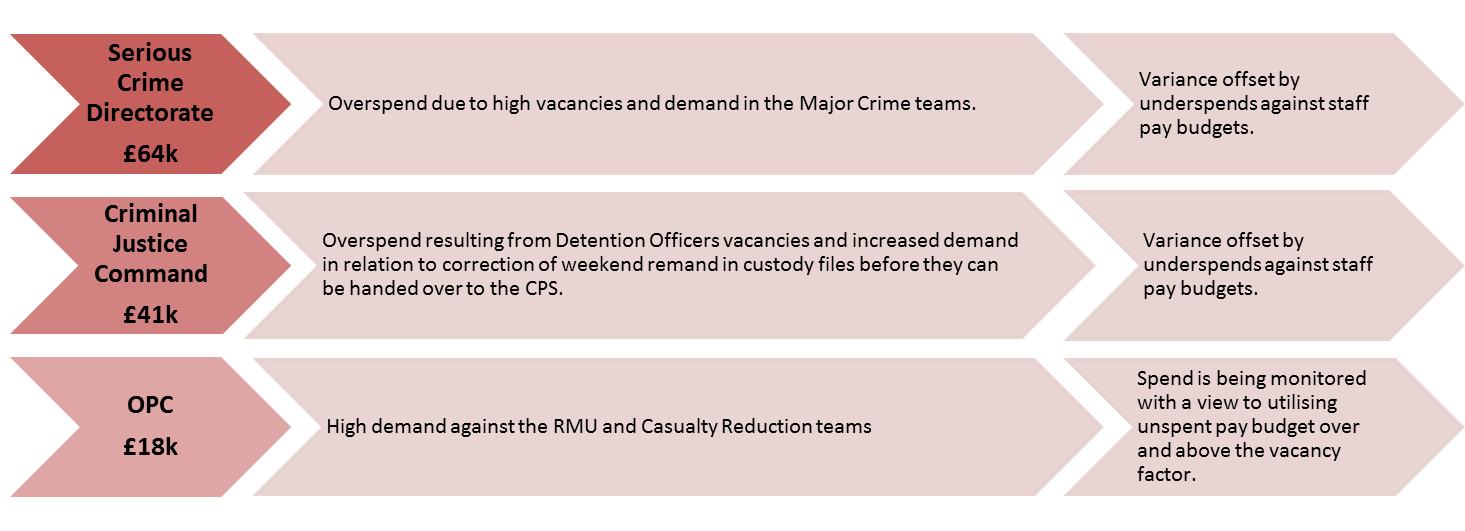 Serious
Crime
Directorate
£64k
Overspend due to high vacancies and demand in the Major Crime teams.
Variance offset by
underspends against staff
pay budgets.
Criminal
Justice
Command
£41k
Overspend resulting from Detention Officers vacancies and increased demand
in relation to correction of weekend remand in custody files before they can
be handed over to the CPS.
Variance offset by
underspends against staff
pay budgets.
OPC
£18k
High demand against the RMU and Casualty Reduction teams
Spend is being monitored
with a view to utilising
unspent pay budget over
and above the vacancy
factor.